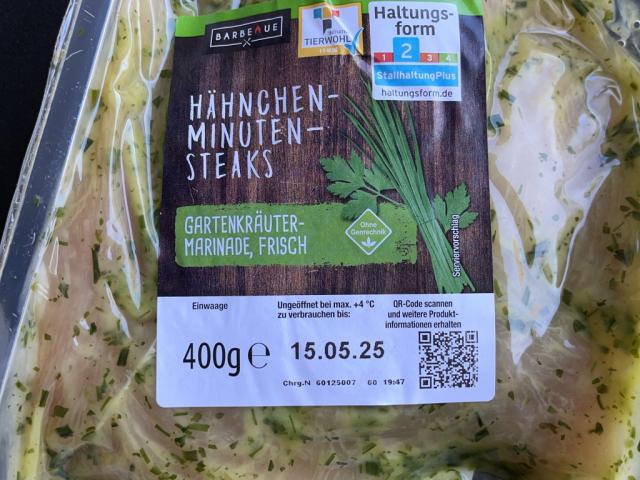 BARBEQUE
TIERWOHL
Haltungs-
form
1 2 3 4
StallhaltungPlus
haltungsform.de
HÄHNCHEN-
MINUTEN-
STEAKS
GARTENKRÄUTER-
MARINADE, FRISCH
Ohne
Gentechnik
Serviervorschlag
Einwaage
400g e
Ungeöffnet bei max. +4 °C
zu verbrauchen bis:
15.05.25
QR-Code scannen
und weitere Produkt-
informationen erhalten
Chrg.N 60125007 60 19:47